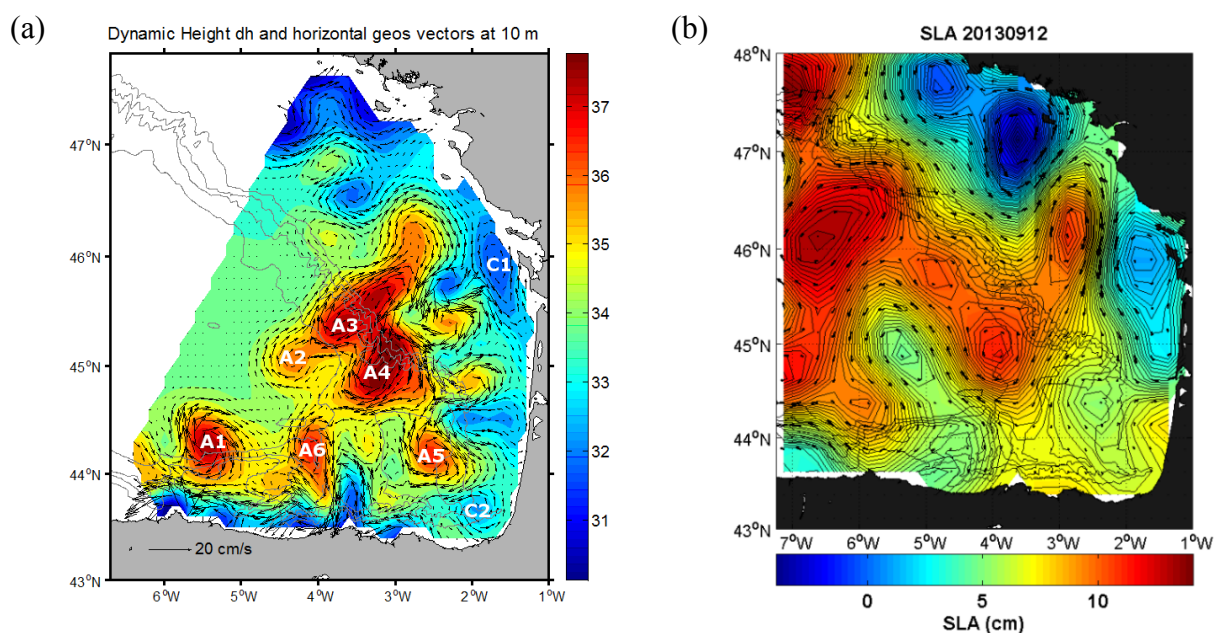 (a)
Dynamic Height dh and horizontal geos vectors at 10 m
47°N
46°N
45°N
44°N
43°N
6°W 5°W 4°W 3°W 2°W 1°W
A1
A2
A3
A4
A5
A6
C1
C2
20 cm/s
37
36
35
34
33
32
31
(b)
SLA 20130912
48°N
47°N
46°N
45°N
44°N
43°N
7°W 6°W 5°W 4°W 3°W 2°W 1°W
0 5 10
SLA (cm)